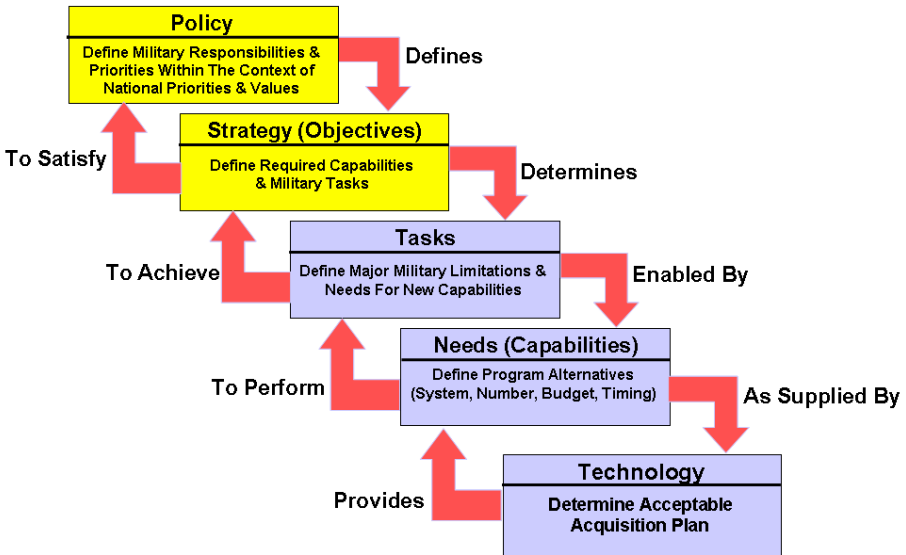 Policy
Define Military Responsibilities &
Priorities Within The Context of
National Priorities & Values
Defines
To Satisfy
Strategy (Objectives)
Define Required Capabilities
& Military Tasks
Determines
To Achieve
Tasks
Define Major Military Limitations &
Needs For New Capabilities
Enabled By
To Perform
Needs (Capabilities)
Define Program Alternatives
(System, Number, Budget, Timing)
As Supplied By
Provides
Technology
Determine Acceptable
Acquisition Plan